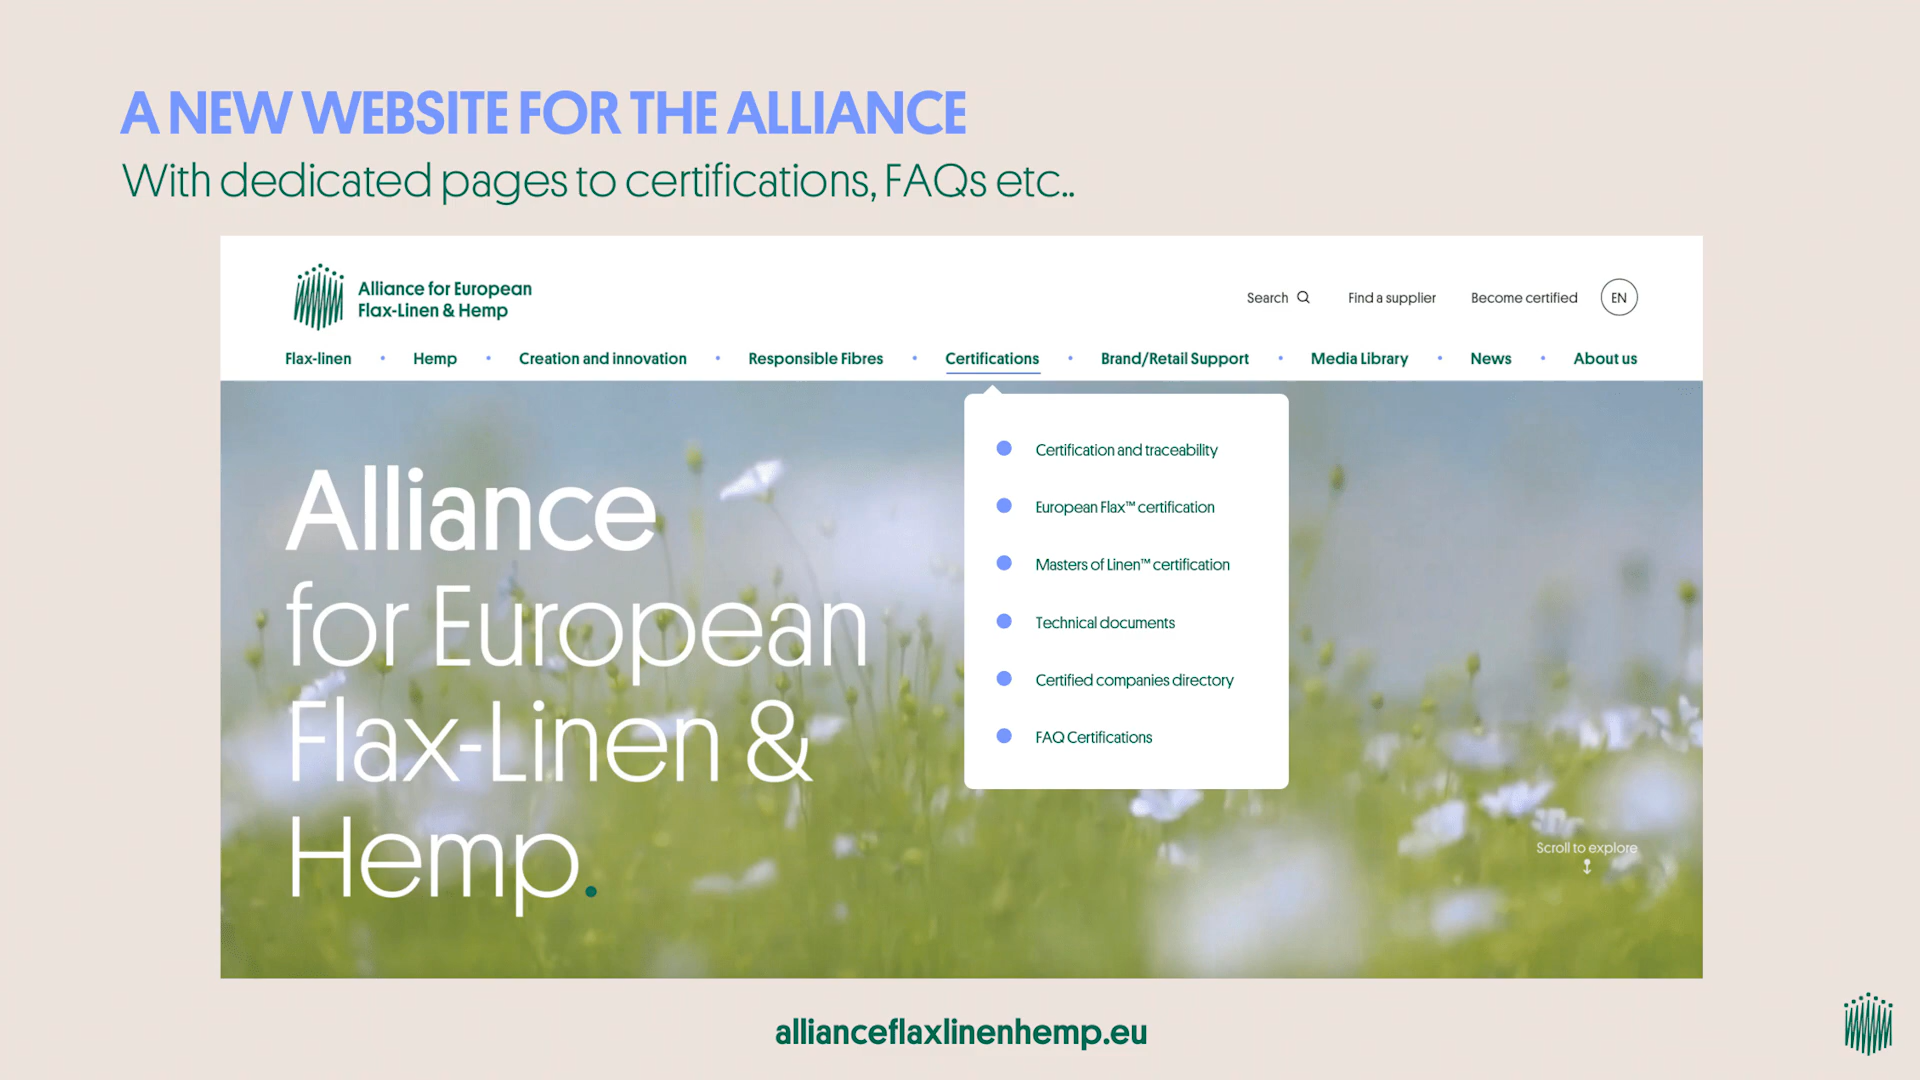 A NEW WEBSITE FOR THE ALLIANCE
With dedicated pages to certifications, FAQs etc..
Alliance for European
Flax-Linen & Hemp
Search
Find a supplier
Become certified
EN
Flax-linen • Hemp • Creation and innovation • Responsible Fibres • Certifications • Brand/Retail Support • Media Library • News • About us
Certification and traceability
European Flax™ certification
Masters of Linen™ certification
Technical documents
Certified companies directory
FAQ Certifications
Alliance
for European
Flax-Linen &
Hemp.
Scroll to explore
allianceflaxlinenhemp.eu